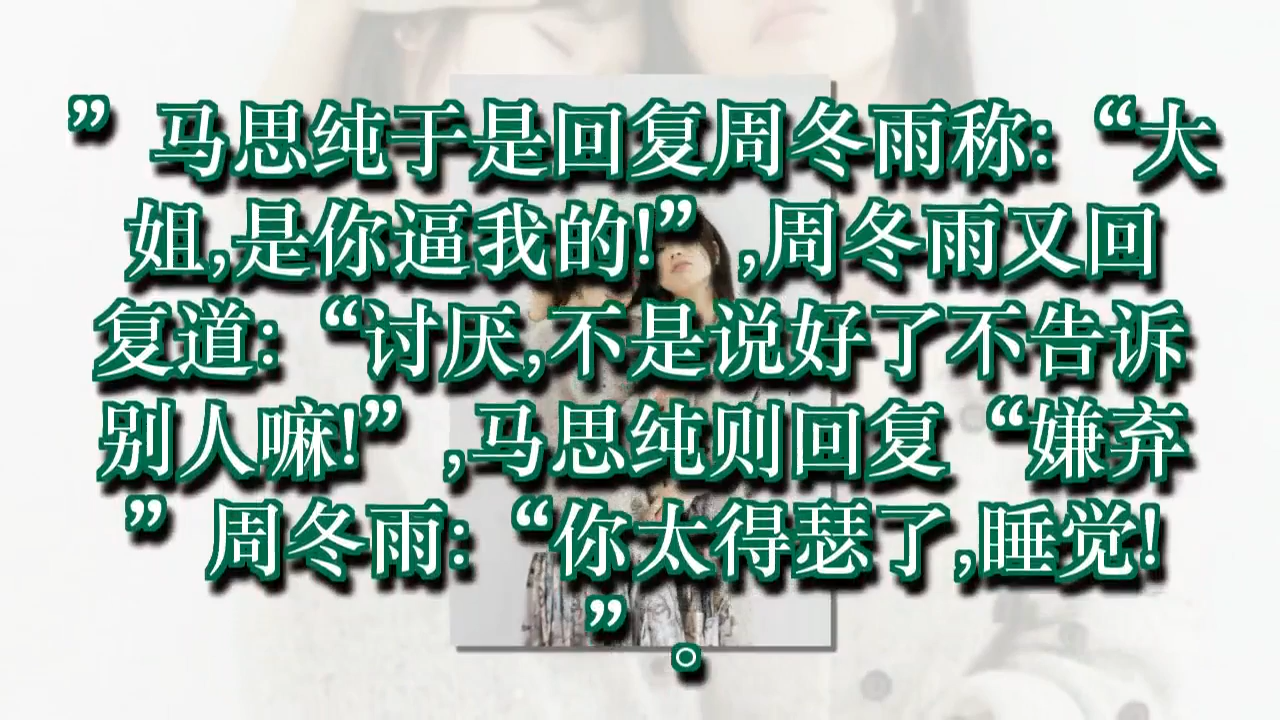 ”马思纯于是回复周冬雨称:“大
姐,是你逼我的!”,周冬雨又回
复道:“讨厌,不是说好了不告诉
别人嘛!”,马思纯则回复“嫌弃
”周冬雨:“你太得瑟了,睡觉!
”。